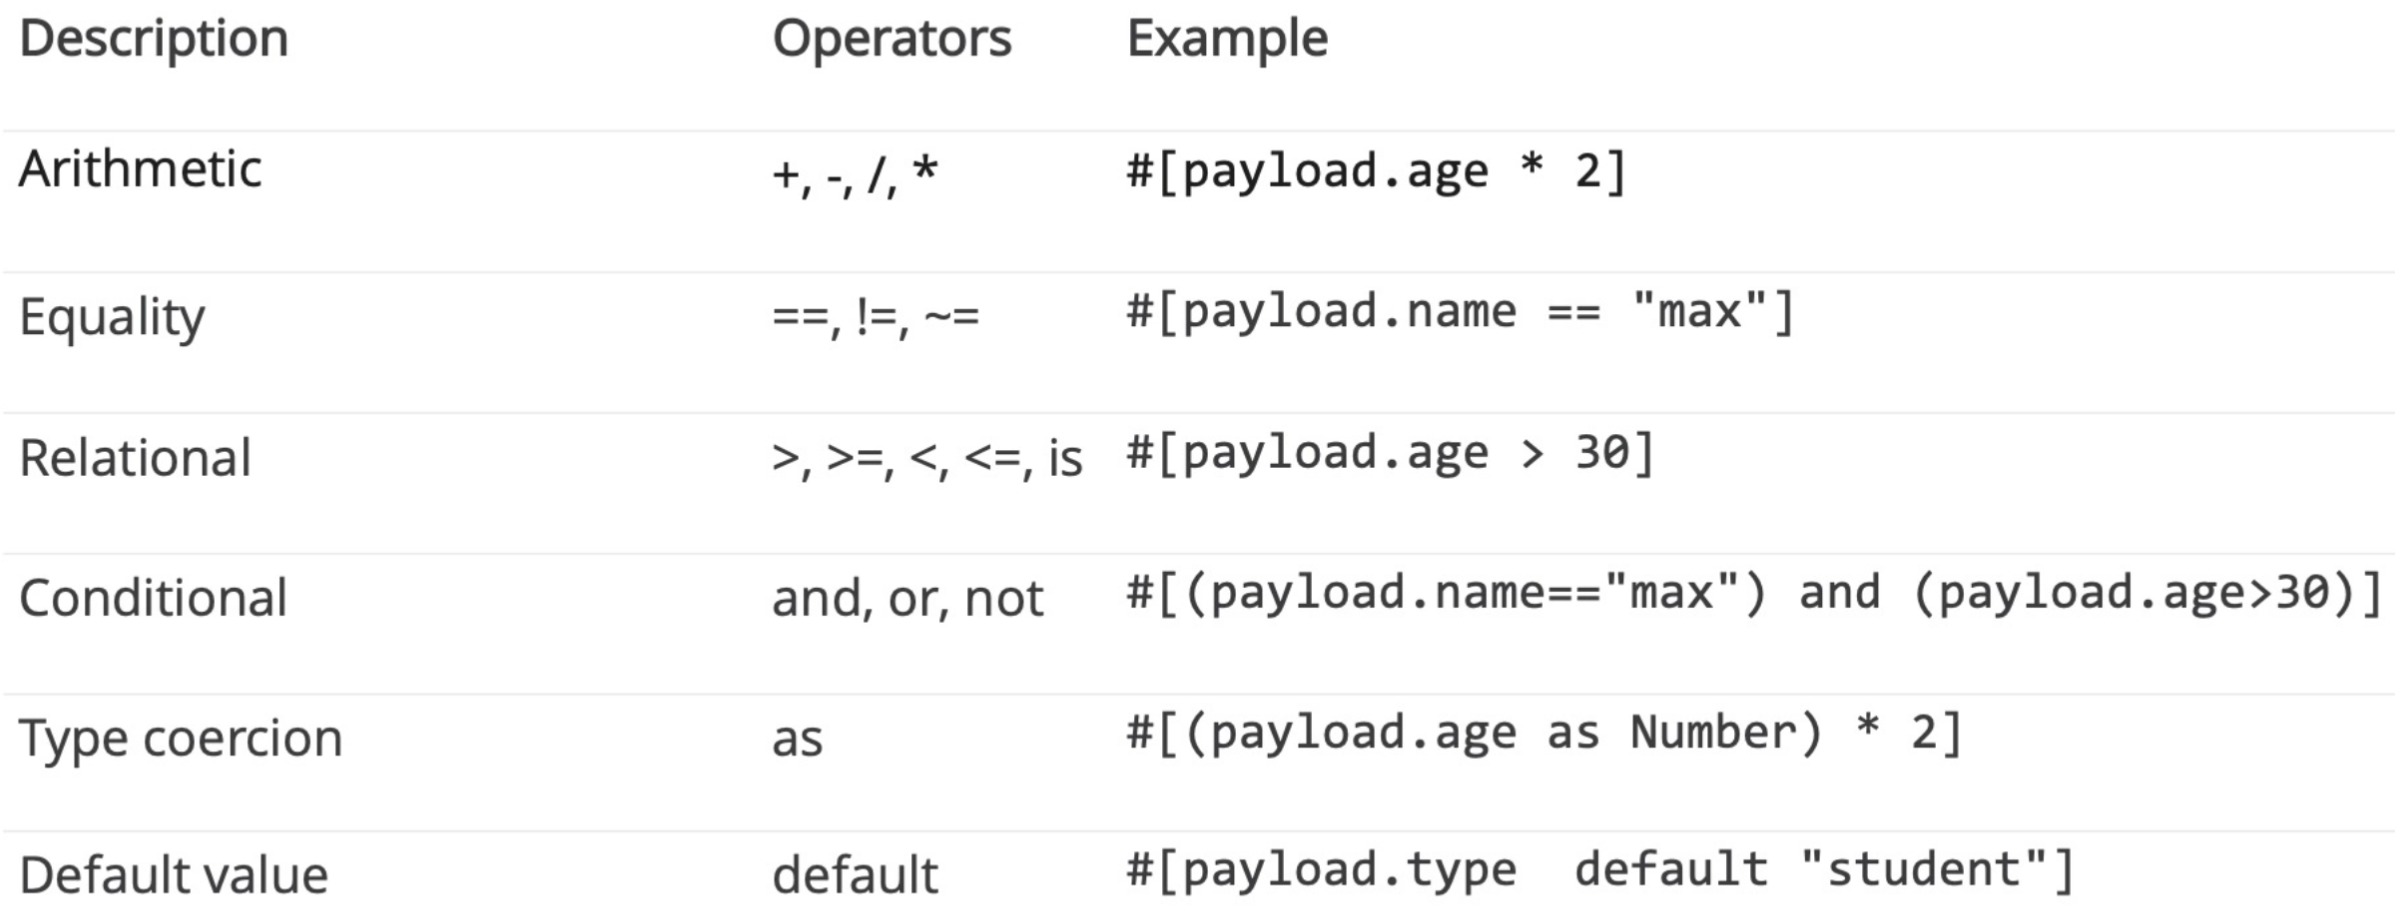 Description Operators Example
Arithmetic +, -, /, * #[payload.age * 2]
Equality ==, !=, ~= #[payload.name == "max"]
Relational >, >=, <, <=, is #[payload.age > 30]
Conditional and, or, not #[(payload.name=="max") and (payload.age>30)]
Type coercion as #[(payload.age as Number) * 2]
Default value default #[payload.type  default "student"]